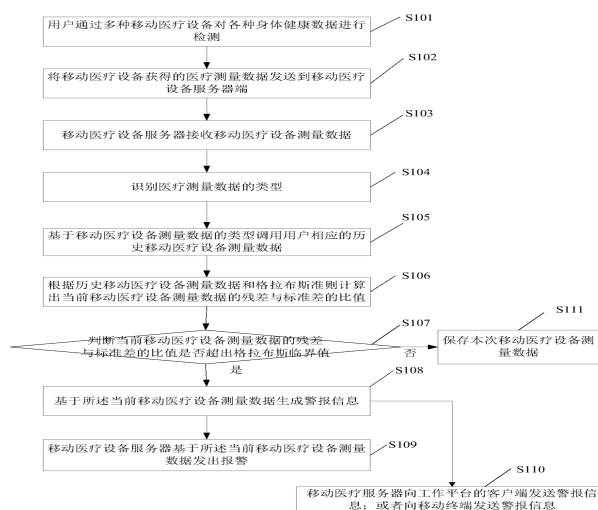 用户通过多种移动医疗设备对各种身体健康数据进行
检测
S101
将移动医疗设备获得的医疗测量数据发送到移动医疗
设备服务器端
S102
移动医疗设备服务器接收移动医疗设备测量数据
S103
识别医疗测量数据的类型
S104
基于移动医疗设备测量数据的类型调用用户相应的历
史移动医疗设备测量数据
S105
根据历史移动医疗设备测量数据和格拉布斯准则计算
出当前移动医疗设备测量数据的残差与标准差的比值
S106
判断当前移动医疗设备测量数据的残差
与标准差的比值是否超出格拉布斯临界值
S107
否
保存本次移动医疗设备测
量数据
S111
是
基于所述当前移动医疗设备测量数据生成警报信息
S108
移动医疗设备服务器基于所述当前移动医疗设备测量
数据发出报警
S109
移动医疗服务器向工作平台的客户端发送警报信
息；或者向移动终端发送警报信息
S110